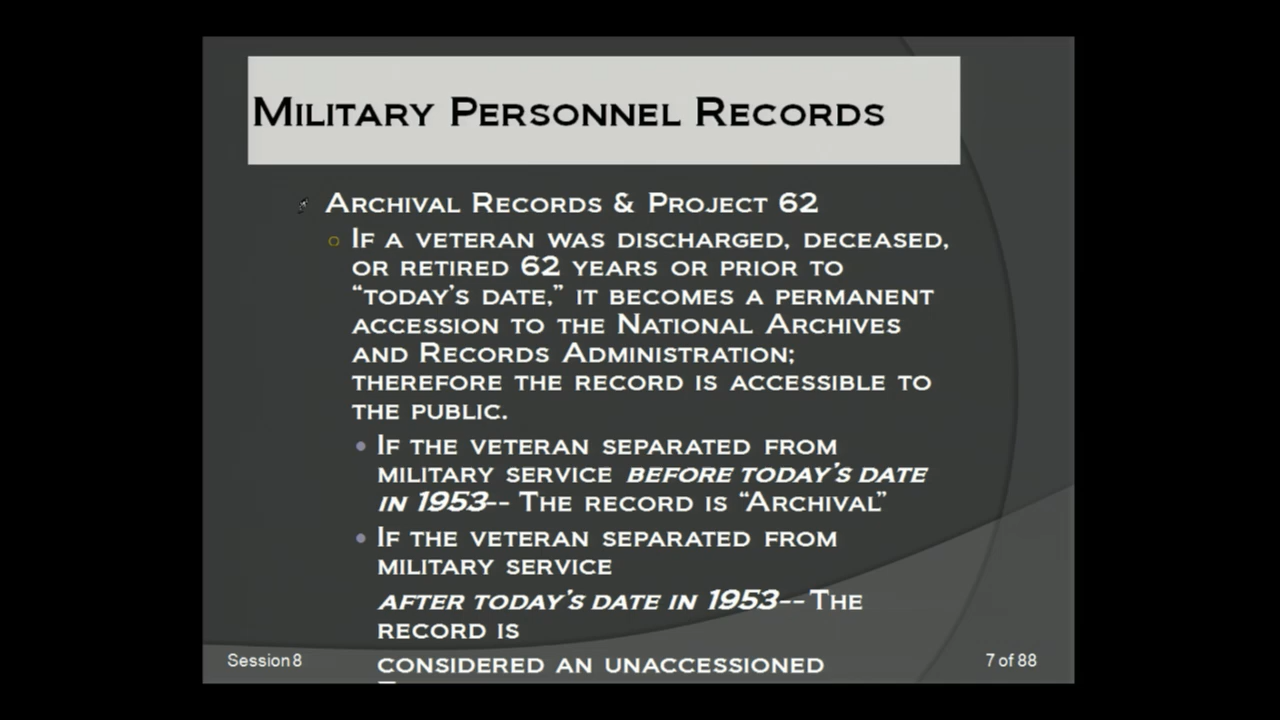 Military Personnel Records
Archival Records & Project 62
If a veteran was discharged, deceased,
or retired 62 years or prior to
“today’s date,” it becomes a permanent
accession to the National Archives
and Records Administration;
therefore the record is accessible to
the public.
If the veteran separated from
military service before today’s date
in 1953-- The record is “Archival”
If the veteran separated from
military service
after today’s date in 1953-- The
record is
considered an unaccessioned
Session 8
7 of 88